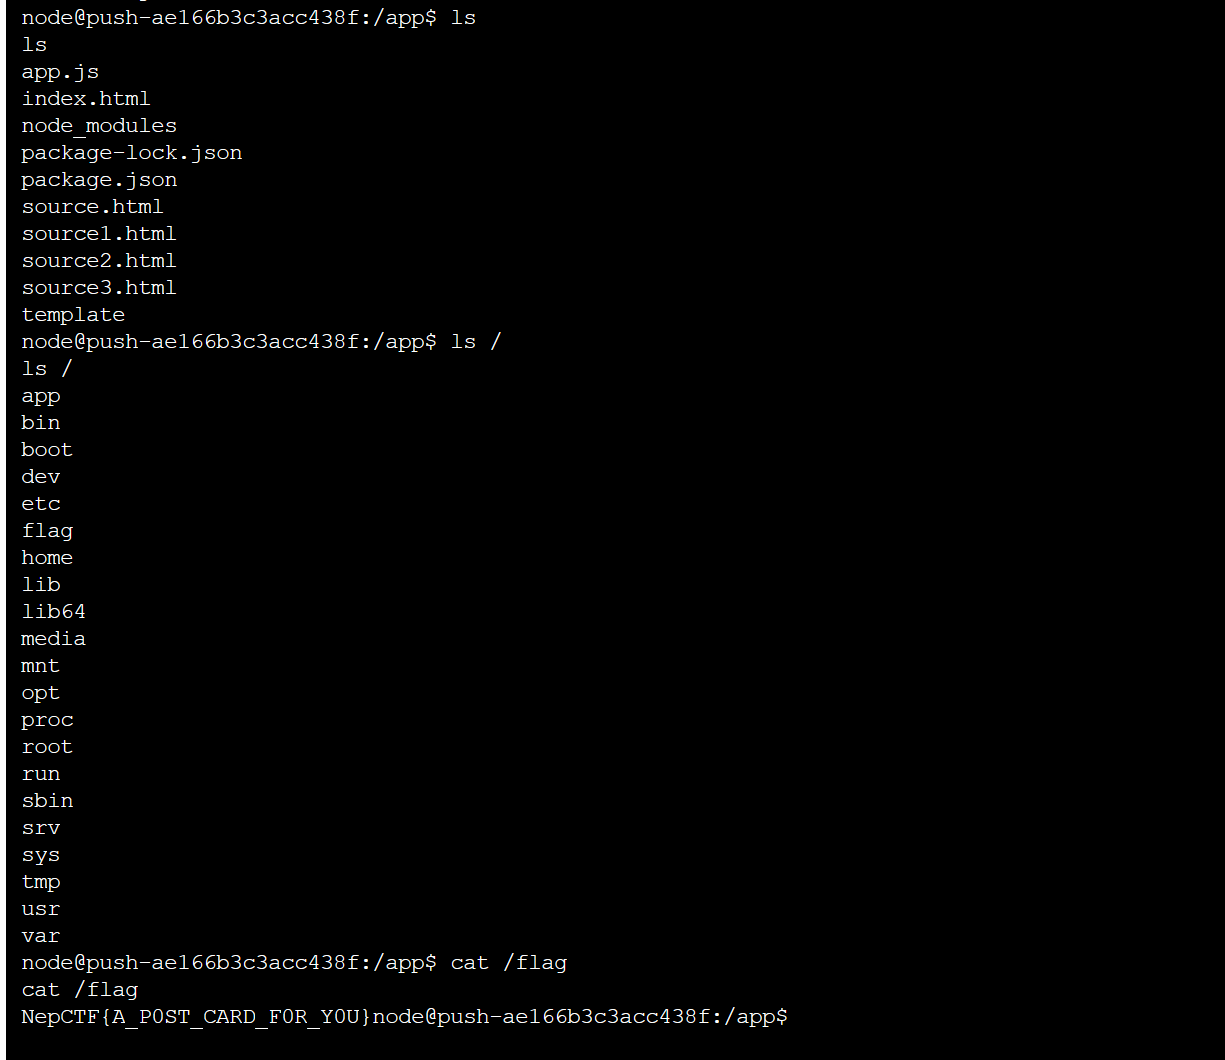 node@push-ae166b3c3acc438f:/app$ ls
ls
app.js
index.html
node_modules
package-lock.json
package.json
source.html
source1.html
source2.html
source3.html
template
node@push-ae166b3c3acc438f:/app$ ls /
ls /
app
bin
boot
dev
etc
flag
home
lib
lib64
media
mnt
opt
proc
root
run
sbin
srv
sys
tmp
usr
var
node@push-ae166b3c3acc438f:/app$ cat /flag
cat /flag
NepCTF{A_P0ST_CARD_F0R_Y0U}node@push-ae166b3c3acc438f:/app$